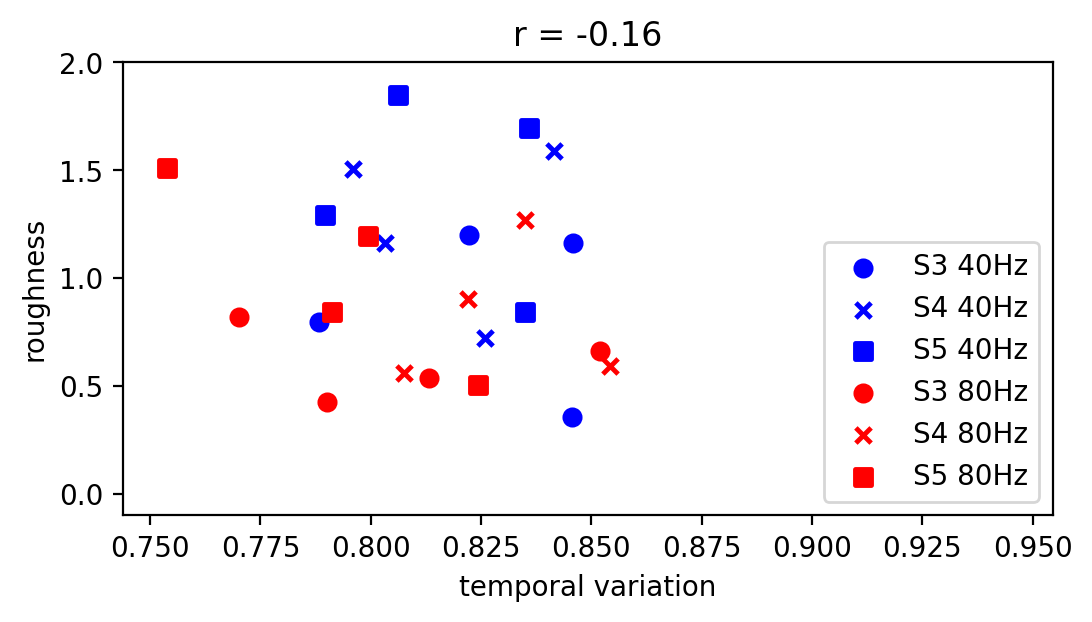 r = -0.16
2.0
1.5
1.0
0.5
0.0
roughness
S3 40Hz
S4 40Hz
S5 40Hz
S3 80Hz
S4 80Hz
S5 80Hz
0.750 0.775 0.800 0.825 0.850 0.875 0.900 0.925 0.950
temporal variation